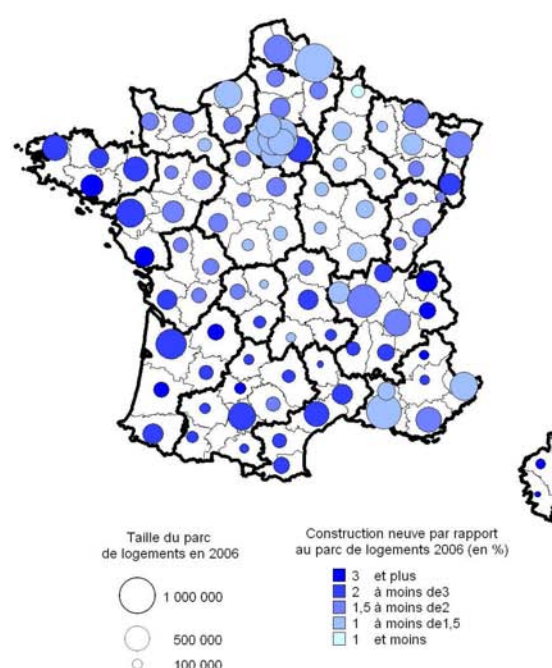 Taille du parc
de logements en 2006
1 000 000
500 000
100 000
Construction neuve par rapport
au parc de logements 2006 (en %)
3 et plus
2 à moins de3
1,5 à moins de2
1 à moins de1,5
1 et moins